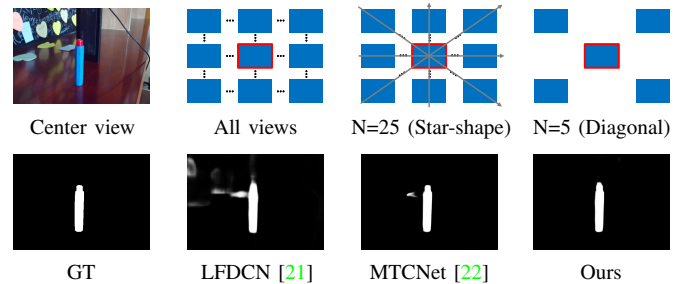 Center view All views N=25 (Star-shape) N=5 (Diagonal)
GT LFDCN [21] MTCNet [22] Ours